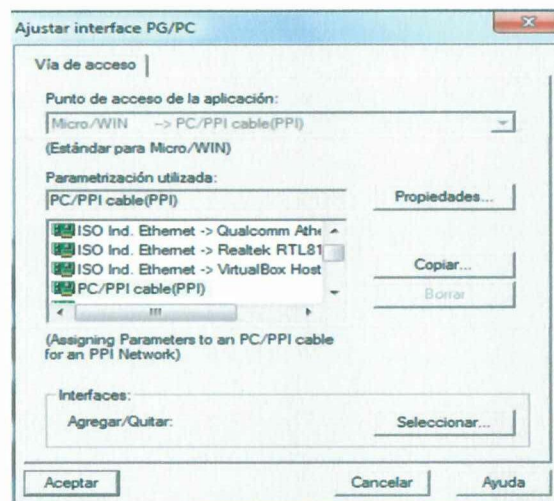 Ajustar interface PG/PC
Vía de acceso
Punto de acceso de la aplicación:
Micro/WIN --> PC/PPI cable(PPI)
(Estándar para Micro/WIN)
Parametrización utilizada:
PC/PPI cable(PPI)
Propiedades...
ISO Ind. Ethernet -> Qualcomm Athe
ISO Ind. Ethernet -> Realtek RTL81
ISO Ind. Ethernet -> VirtualBox Host
PC/PPI cable(PPI)
Copiar...
Borrar
(Assigning Parameters to an PC/PPI cable
for an PPI Network)
Interfaces:
Agregar/Quitar:
Seleccionar...
Aceptar
Cancelar
Ayuda